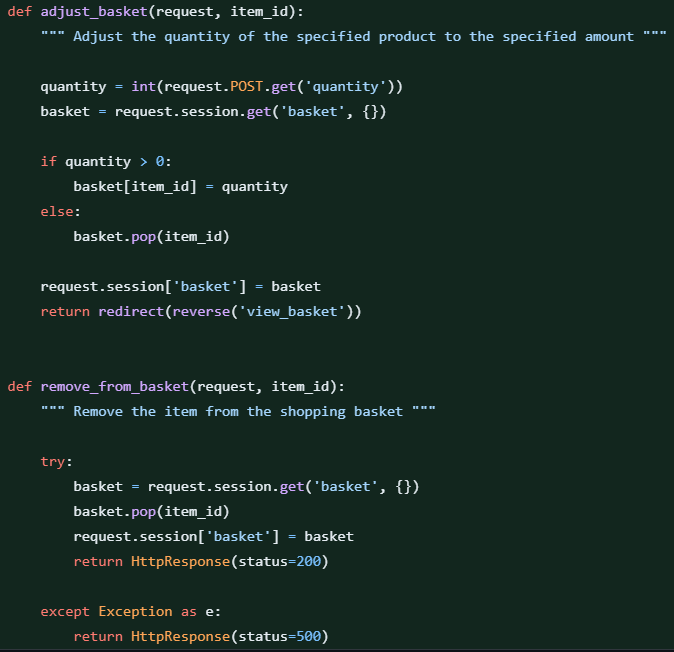 def adjust_basket(request, item_id):
    """ Adjust the quantity of the specified product to the specified amount """

    quantity = int(request.POST.get('quantity'))
    basket = request.session.get('basket', {})

    if quantity > 0:
        basket[item_id] = quantity
    else:
        basket.pop(item_id)

    request.session['basket'] = basket
    return redirect(reverse('view_basket'))


def remove_from_basket(request, item_id):
    """ Remove the item from the shopping basket """

    try:
        basket = request.session.get('basket', {})
        basket.pop(item_id)
        request.session['basket'] = basket
        return HttpResponse(status=200)

    except Exception as e:
        return HttpResponse(status=500)